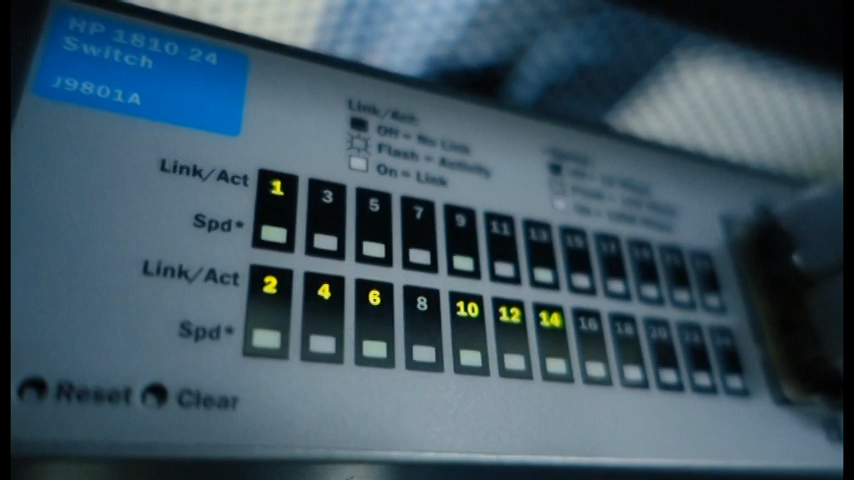 HP 1810-24
Switch
J9801A
Link/Act
Off = No Link
Flash = Activity
On = Link
Link/Act 1 3 5 7 9 11 13 15 17
Spd*
Link/Act 2 4 6 8 10 12 14 16 18 20
Spd*
Reset Clear